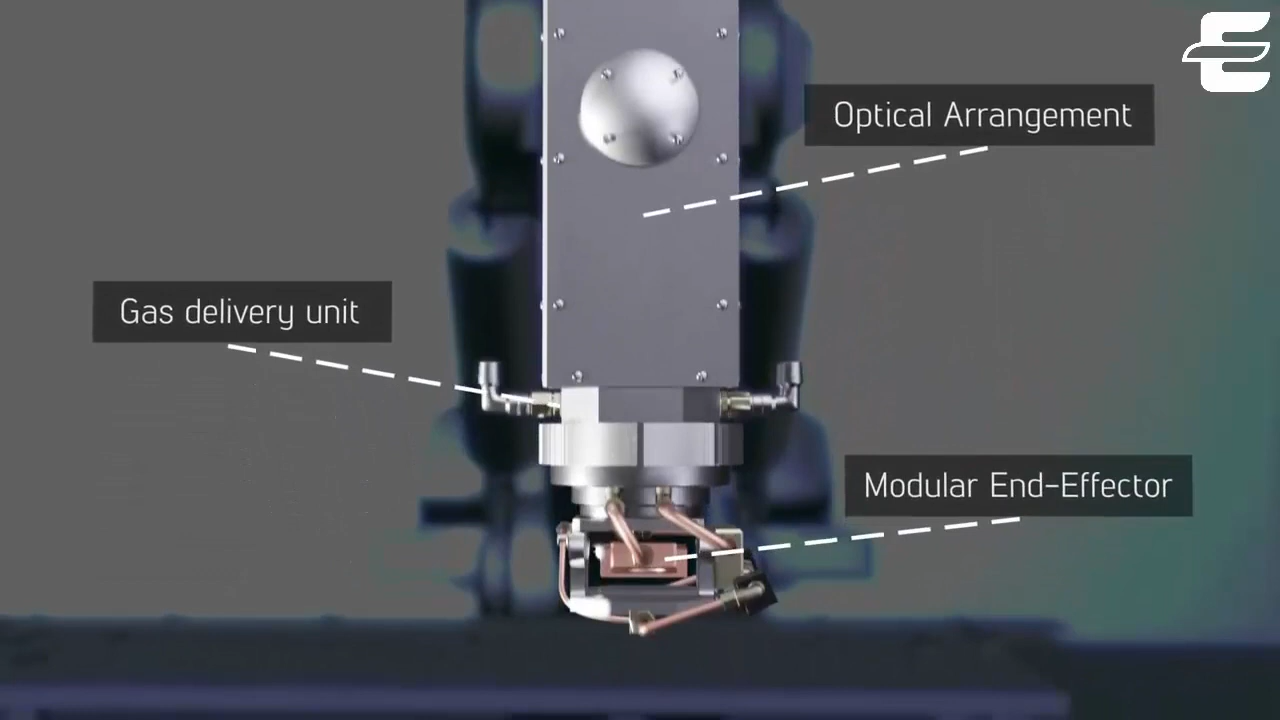 Optical Arrangement
Gas delivery unit
Modular End-Effector